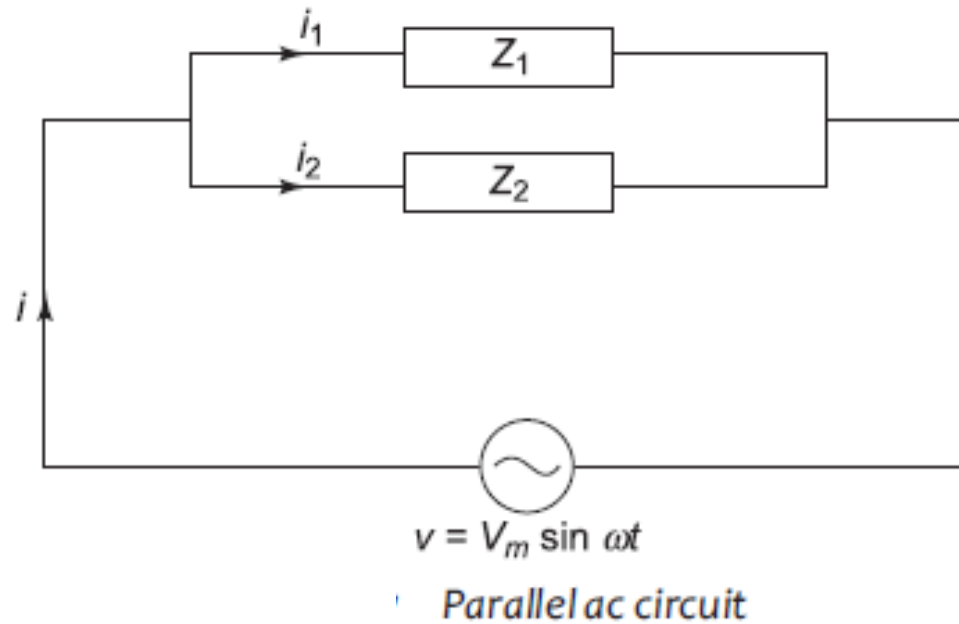 i₁
Z₁
i₂
Z₂
i
v = Vₘ sin ωt
Parallel ac circuit